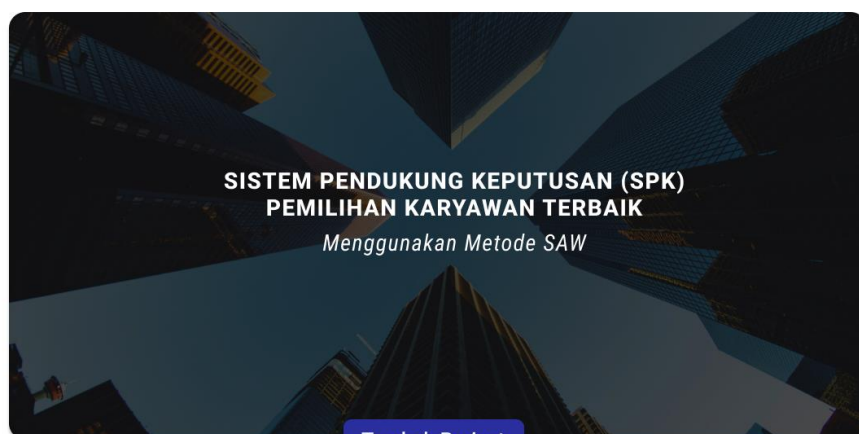 SISTEM PENDUKUNG KEPUTUSAN (SPK)
PEMILIHAN KARYAWAN TERBAIK
Menggunakan Metode SAW